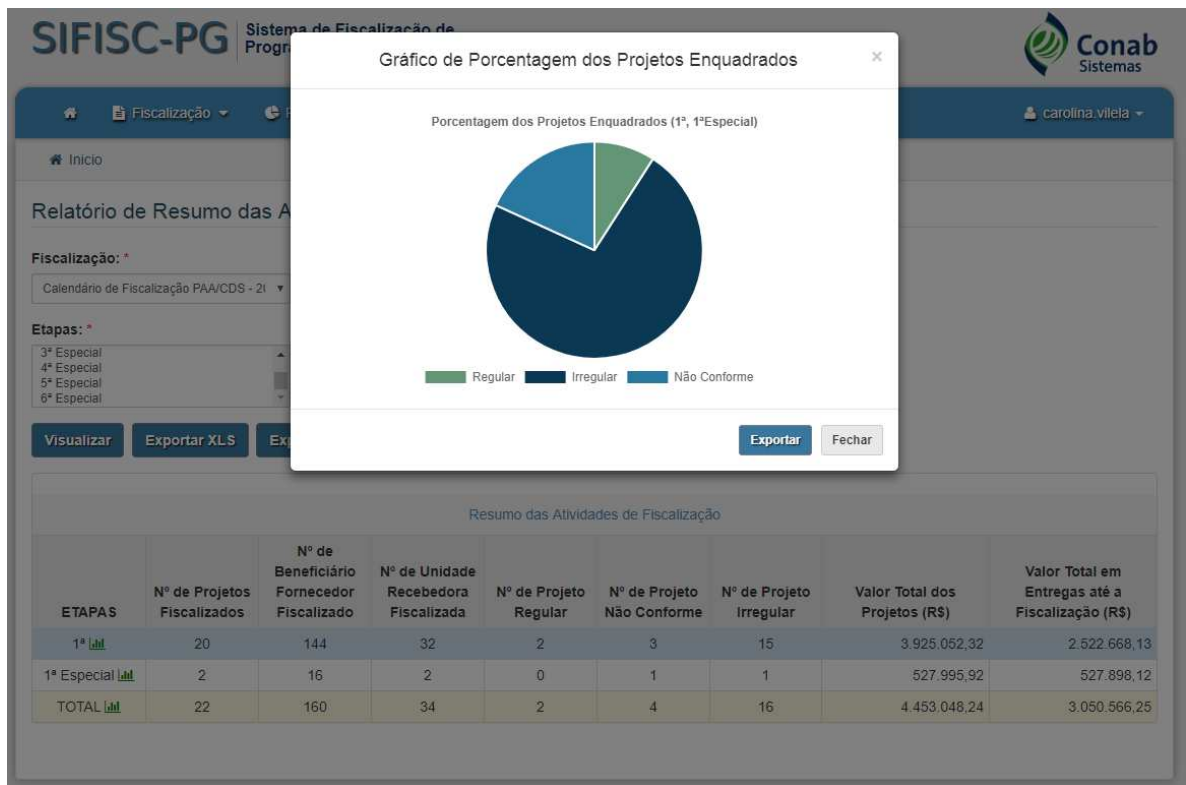 SIFISC-PG
Sistema de Fiscalização de
Progr
Conab
Sistemas
Fiscalização
carolina.vilela
Inicio
Relatório de Resumo das A
Fiscalização: *
Calendário de Fiscalização PAA/CDS - 2
Etapas: *
3ª Especial
4ª Especial
5ª Especial
6ª Especial
Visualizar Exportar XLS Exp
Gráfico de Porcentagem dos Projetos Enquadrados ×
Porcentagem dos Projetos Enquadrados (1ª, 1ªEspecial)
Regular Irregular Não Conforme
Exportar Fechar
Resumo das Atividades de Fiscalização
ETAPAS
Nº de Projetos
Fiscalizados
Nº de
Beneficiário
Fornecedor
Fiscalizado
Nº de Unidade
Recebedora
Fiscalizada
Nº de Projeto
Regular
Nº de Projeto
Não Conforme
Nº de Projeto
Irregular
Valor Total dos
Projetos (R$)
Valor Total em
Entregas até a
Fiscalização (R$)
1ª 20 144 32 2 3 15 3.925.052,32 2.522.668,13
1ª Especial 2 16 2 0 1 1 527.995,92 527.898,12
TOTAL 22 160 34 2 4 16 4.453.048,24 3.050.566,25